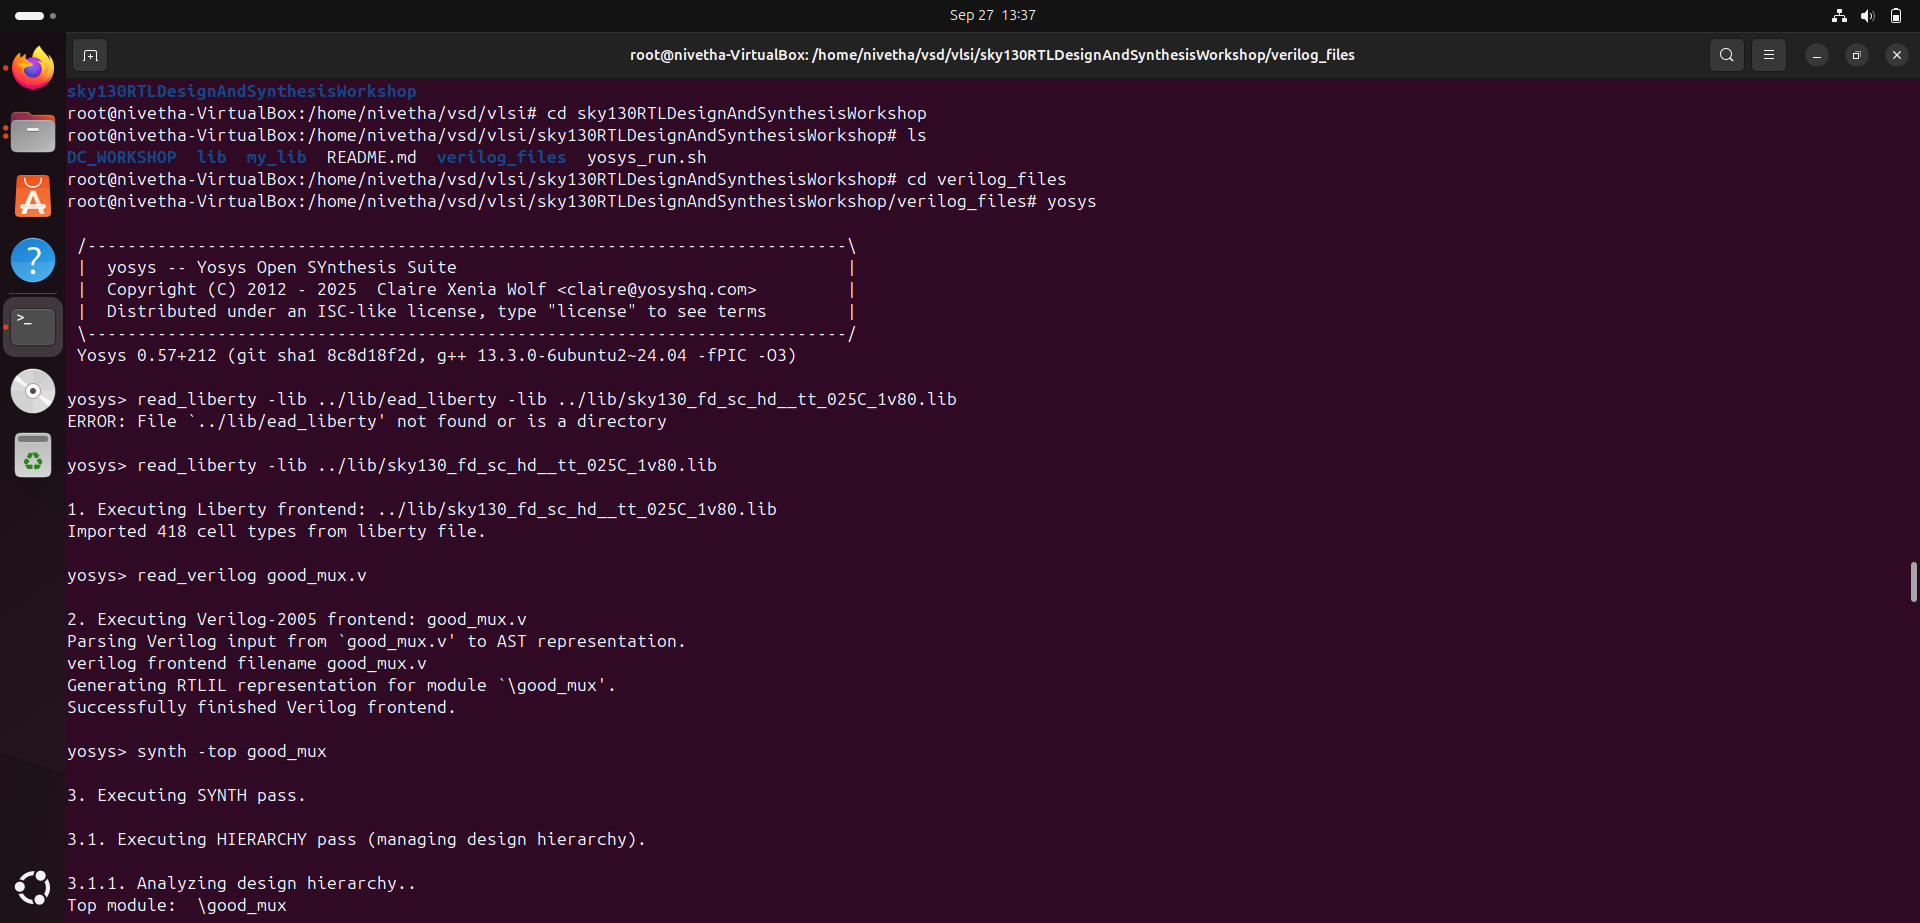 Sep 27 13:37
root@nivetha-VirtualBox: /home/nivetha/vsd/vlsi/sky130RTLDesignAndSynthesisWorkshop/verilog_files
sky130RTLDesignAndSynthesisWorkshop
root@nivetha-VirtualBox:/home/nivetha/vsd/vlsi# cd sky130RTLDesignAndSynthesisWorkshop
root@nivetha-VirtualBox:/home/nivetha/vsd/vlsi/sky130RTLDesignAndSynthesisWorkshop# ls
DC_WORKSHOP  lib  my_lib  README.md  verilog_files  yosys_run.sh
root@nivetha-VirtualBox:/home/nivetha/vsd/vlsi/sky130RTLDesignAndSynthesisWorkshop# cd verilog_files
root@nivetha-VirtualBox:/home/nivetha/vsd/vlsi/sky130RTLDesignAndSynthesisWorkshop/verilog_files# yosys
/----------------------------------------------------------------------------\
|  yosys -- Yosys Open SYnthesis Suite                                       |
|  Copyright (C) 2012 - 2025  Claire Xenia Wolf <claire@yosyshq.com>         |
|  Distributed under an ISC-like license, type "license" to see terms        |
\----------------------------------------------------------------------------/
Yosys 0.57+212 (git sha1 8c8d18f2d, g++ 13.3.0-6ubuntu2~24.04 -fPIC -O3)
yosys> read_liberty -lib ../lib/ead_liberty -lib ../lib/sky130_fd_sc_hd__tt_025C_1v80.lib
ERROR: File `../lib/ead_liberty' not found or is a directory
yosys> read_liberty -lib ../lib/sky130_fd_sc_hd__tt_025C_1v80.lib
1. Executing Liberty frontend: ../lib/sky130_fd_sc_hd__tt_025C_1v80.lib
Imported 418 cell types from liberty file.
yosys> read_verilog good_mux.v
2. Executing Verilog-2005 frontend: good_mux.v
Parsing Verilog input from `good_mux.v' to AST representation.
verilog frontend filename good_mux.v
Generating RTLIL representation for module `\good_mux'.
Successfully finished Verilog frontend.
yosys> synth -top good_mux
3. Executing SYNTH pass.
3.1. Executing HIERARCHY pass (managing design hierarchy).
3.1.1. Analyzing design hierarchy..
Top module:  \good_mux